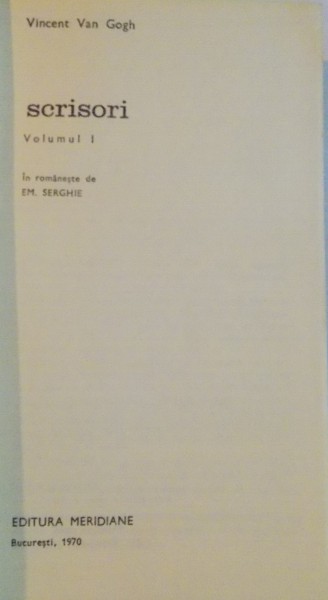 Vincent Van Gogh
scrisori
Volumul I
În românește de
EM. SERGHIE
EDITURA MERIDIANE
București, 1970